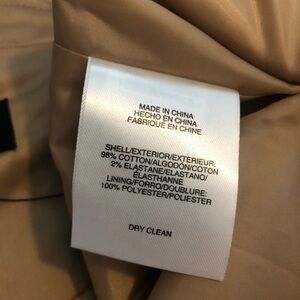 MADE IN CHINA
HECHO EN CHINA
FABRIQUÉ EN CHINE
SHELL/EXTERIOR/EXTERIEUR:
98% COTTON/ALGODÓN/COTON
2% ELASTANE/ELASTANO/
ÉLASTHANNE
LINING/FORRO/DOUBLURE:
100% POLYESTER/POLIESTER
DRY CLEAN